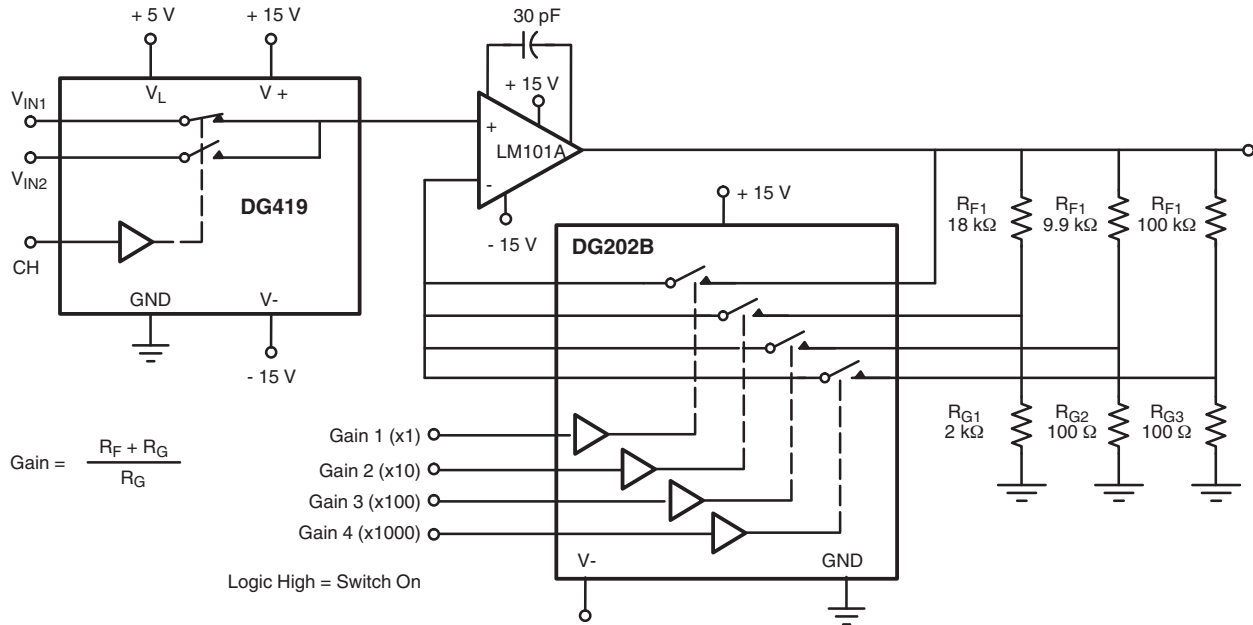 + 5 V
+ 15 V
30 pF
V_IN1
V_L
V +
+ 15 V
+
LM101A
-
V_IN2
DG419
+ 15 V
- 15 V
R_F1
18 kΩ
R_F1
9.9 kΩ
R_F1
100 kΩ
CH
DG202B
GND
V-
- 15 V
R_G1
2 kΩ
R_G2
100 Ω
R_G3
100 Ω
Gain = R_F + R_G
R_G
Gain 1 (x1)
Gain 2 (x10)
Gain 3 (x100)
Gain 4 (x1000)
V-
GND
Logic High = Switch On